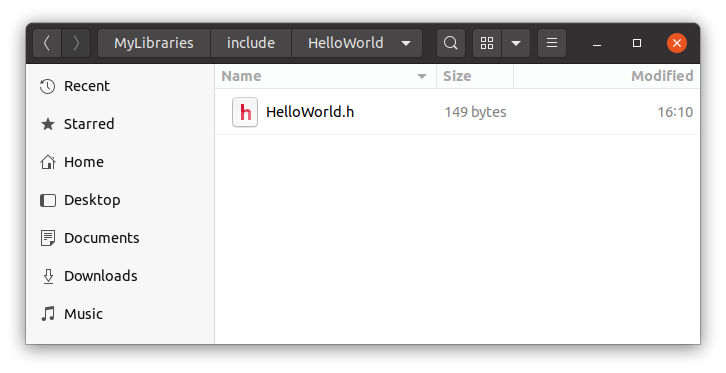 MyLibraries include HelloWorld
Name Size Modified
HelloWorld.h 149 bytes 16:10
Recent
Starred
Home
Desktop
Documents
Downloads
Music